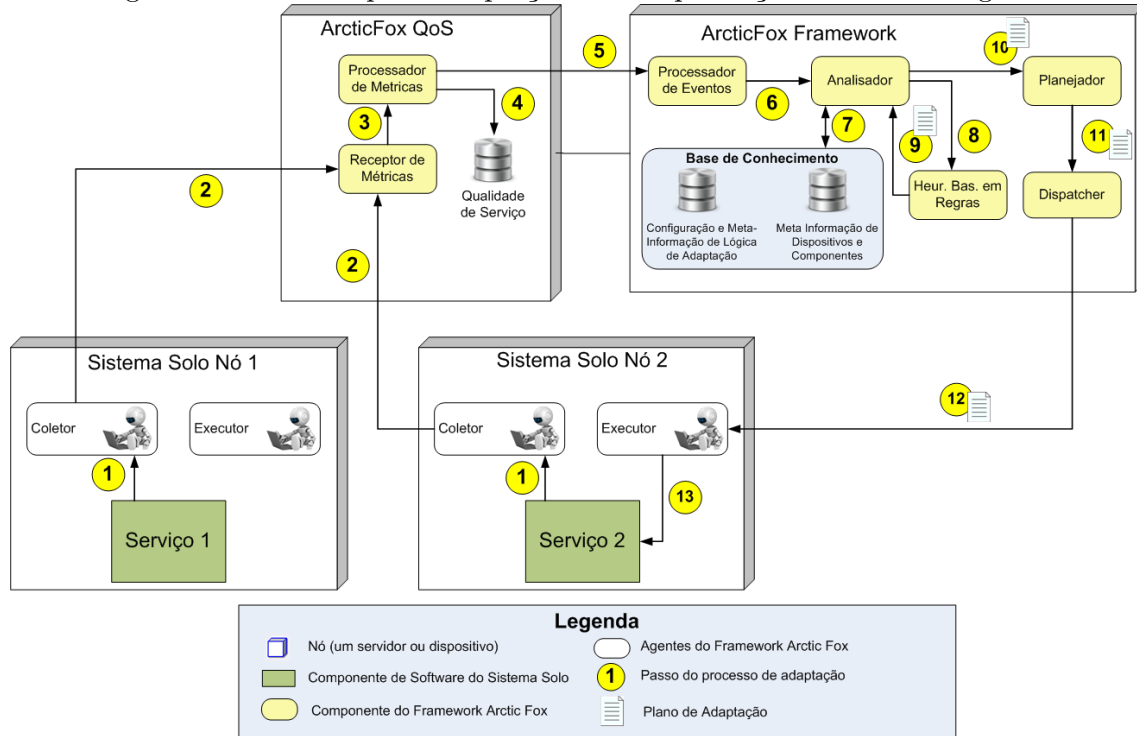 ArcticFox QoS
ArcticFox Framework
Processador
de Metricas
5
Processador
de Eventos
Analisador
10
Planejador
4
6
3
7
9
8
11
Receptor de
Métricas
Qualidade
de Serviço
Base de Conhecimento
Configuração e Meta-
Informação de Lógica
de Adaptação
Meta Información de
Dispositivos e
Componentes
Heur. Bas. em
Regras
Dispatcher
2
2
Sistema Solo Nó 1
Sistema Solo Nó 2
Coletor
Executor
Coletor
Executor
12
1
1
13
Serviço 1
Serviço 2
Legenda
Nó (um servidor ou dispositivo)
Agentes do Framework Arctic Fox
Componente de Software do Sistema Solo
1
Passo do processo de adaptação
Componente do Framework Arctic Fox
Plano de Adaptação